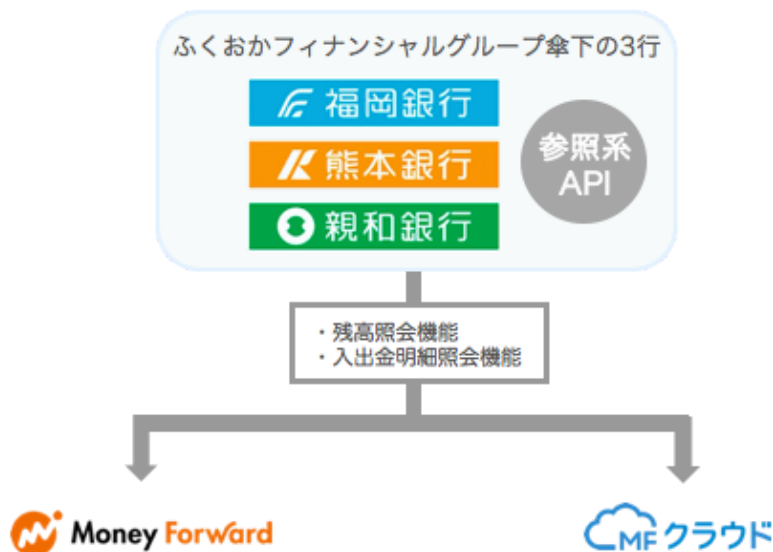 ふくおかフィナンシャルグループ傘下の3行
福岡銀行
熊本銀行
親和銀行
参照系
API
・残高照会機能
・入出金明細照会機能
Money Forward
MFクラウド